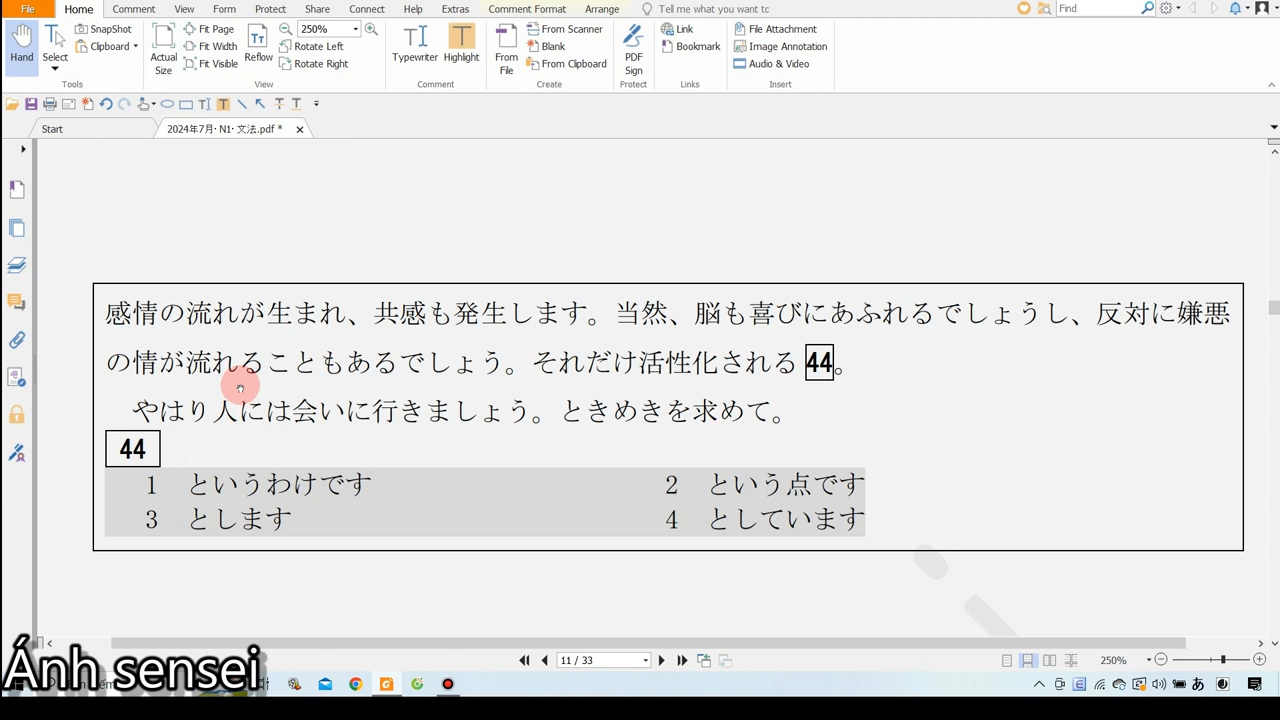 File Home Comment View Form Protect Share Connect Help Extras Comment Format Arrange Tell me what you want to Find
Hand Select SnapShot Clipboard Actual Size Fit Page Fit Width Fit Visible Reflow 250% Rotate Left Rotate Right Typewriter Highlight From File From Scanner Blank From Clipboard PDF Sign Link Bookmark File Attachment Image Annotation Audio & Video
Tools View Comment Create Protect Links Insert
Start 2024年7月· N1· 文法.pdf *
感情の流れが生まれ、共感も発生します。当然、脳も喜びにあふれるでしょうし、反対に嫌悪
の情が流れることもあるでしょう。それだけ活性化される 44。
やはり人には会いに行きましょう。ときめきを求めて。
44
1 というわけです 2 という点です
3 とします 4 としています
11 / 33 250%
Ánh sensei
あ